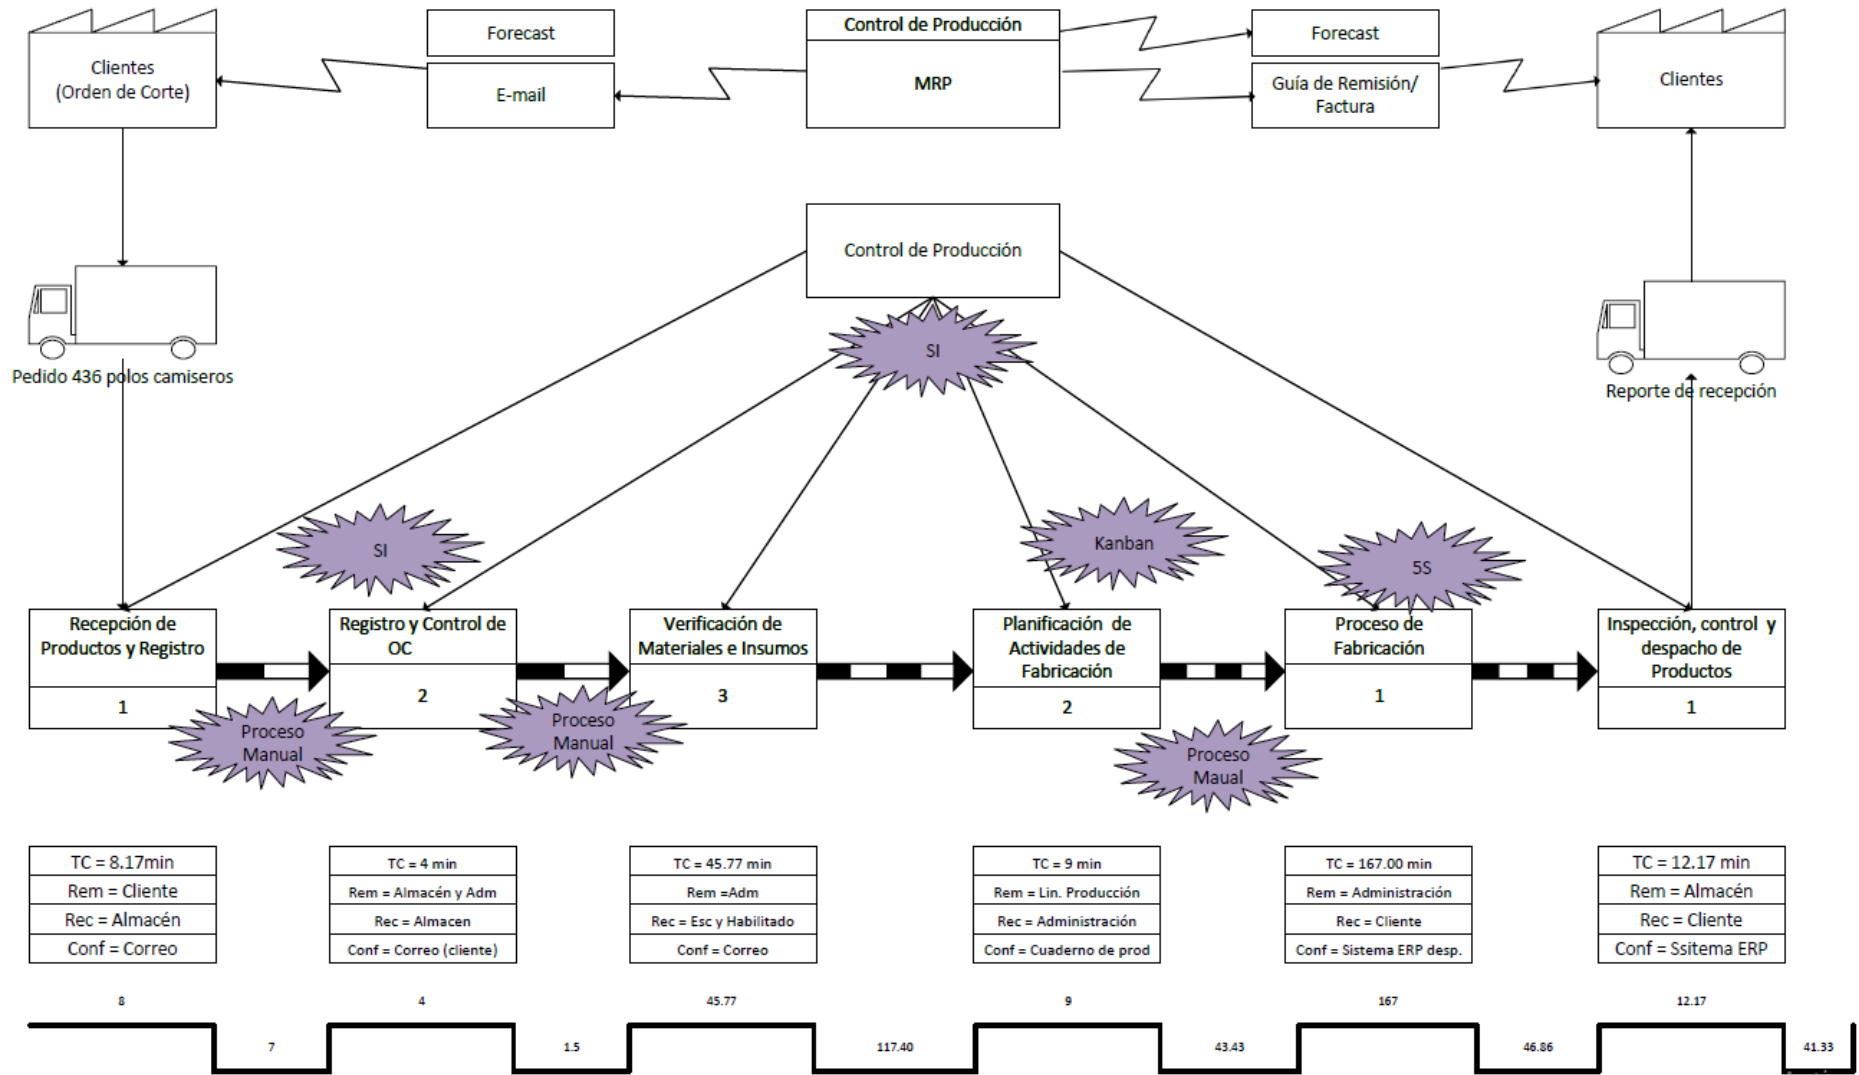 Clientes
(Orden de Corte)
Forecast
E-mail
Control de Producción
MRP
Forecast
Guía de Remisión/
Factura
Clientes
Control de Producción
Pedido 436 polos camiseros
SI
Reporte de recepción
SI
Kanban
5S
Recepción de
Productos y Registro
1
Registro y Control de
OC
2
Verificación de
Materiales e Insumos
3
Planificación de
Actividades de
Fabricación
2
Proceso de
Fabricación
1
Inspección, control y
despacho de
Productos
1
Proceso
Manual
Proceso
Manual
Proceso
Maual
TC = 8.17min
Rem = Cliente
Rec = Almacén
Conf = Correo
TC = 4 min
Rem = Almacén y Adm
Rec = Almacen
Conf = Correo (cliente)
TC = 45.77 min
Rem =Adm
Rec = Esc y Habilitado
Conf = Correo
TC = 9 min
Rem = Lin. Producción
Rec = Administración
Conf = Cuaderno de prod
TC = 167.00 min
Rem = Administración
Rec = Cliente
Conf = Sistema ERP desp.
TC = 12.17 min
Rem = Almacén
Rec = Cliente
Conf = Ssitema ERP
8
4
45.77
9
167
12.17
7
1.5
117.40
43.43
46.86
41.33